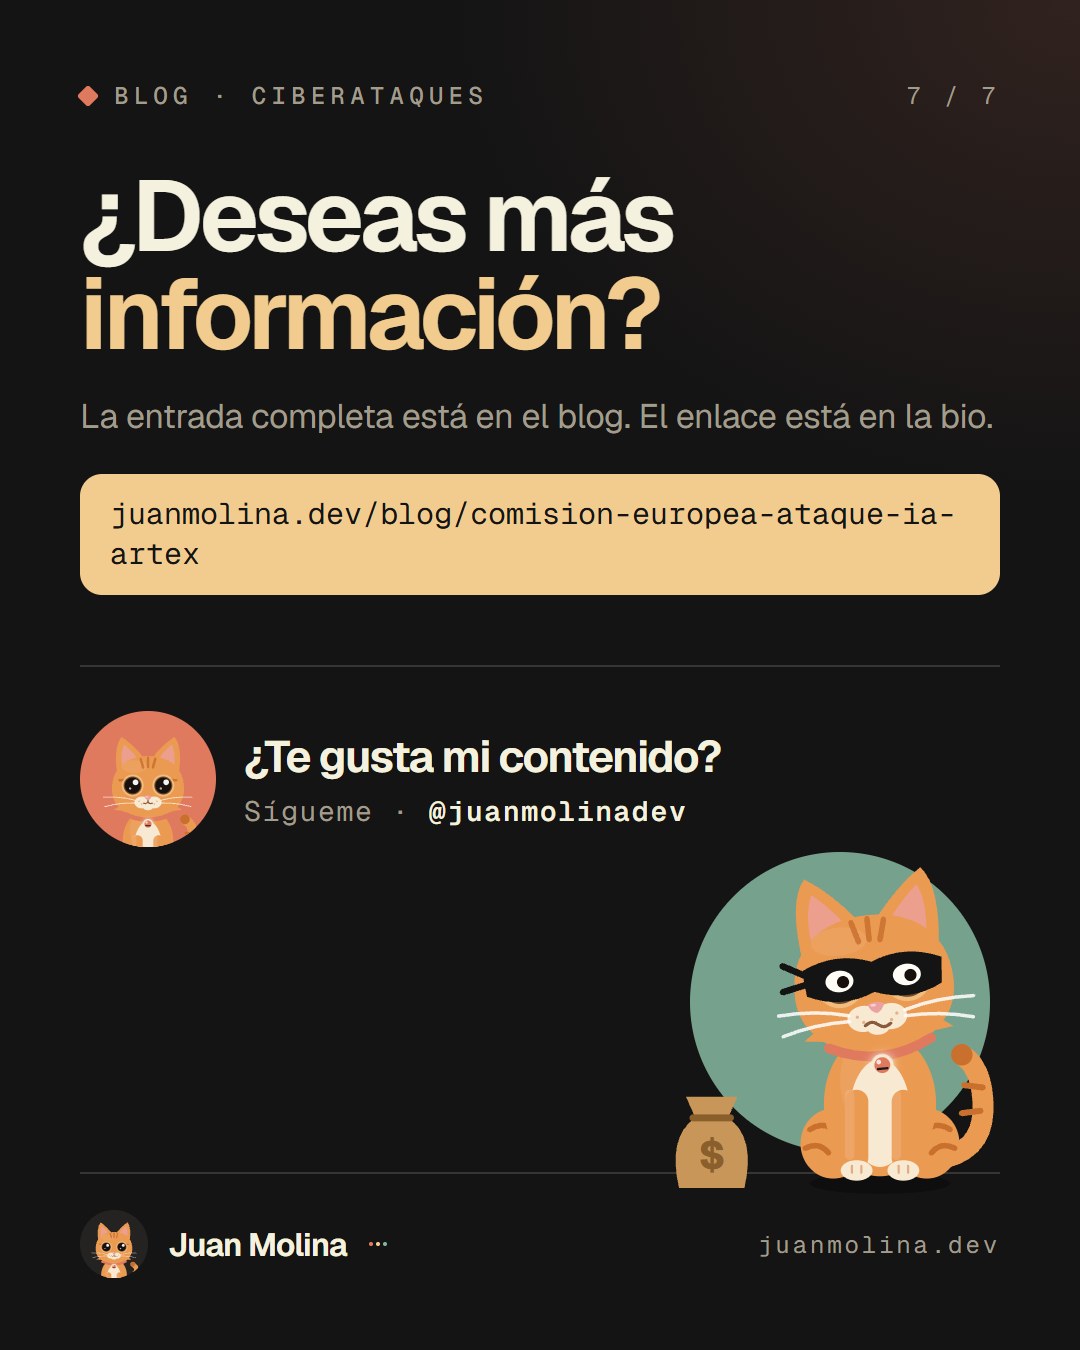 BLOG · CIBERATAQUES
7 / 7
¿Deseas más
información?
La entrada completa está en el blog. El enlace está en la bio.
juanmolina.dev/blog/comision-europea-ataque-ia-
artex
¿Te gusta mi contenido?
Sígueme · @juanmolinadev
$
Juan Molina
juanmolina.dev